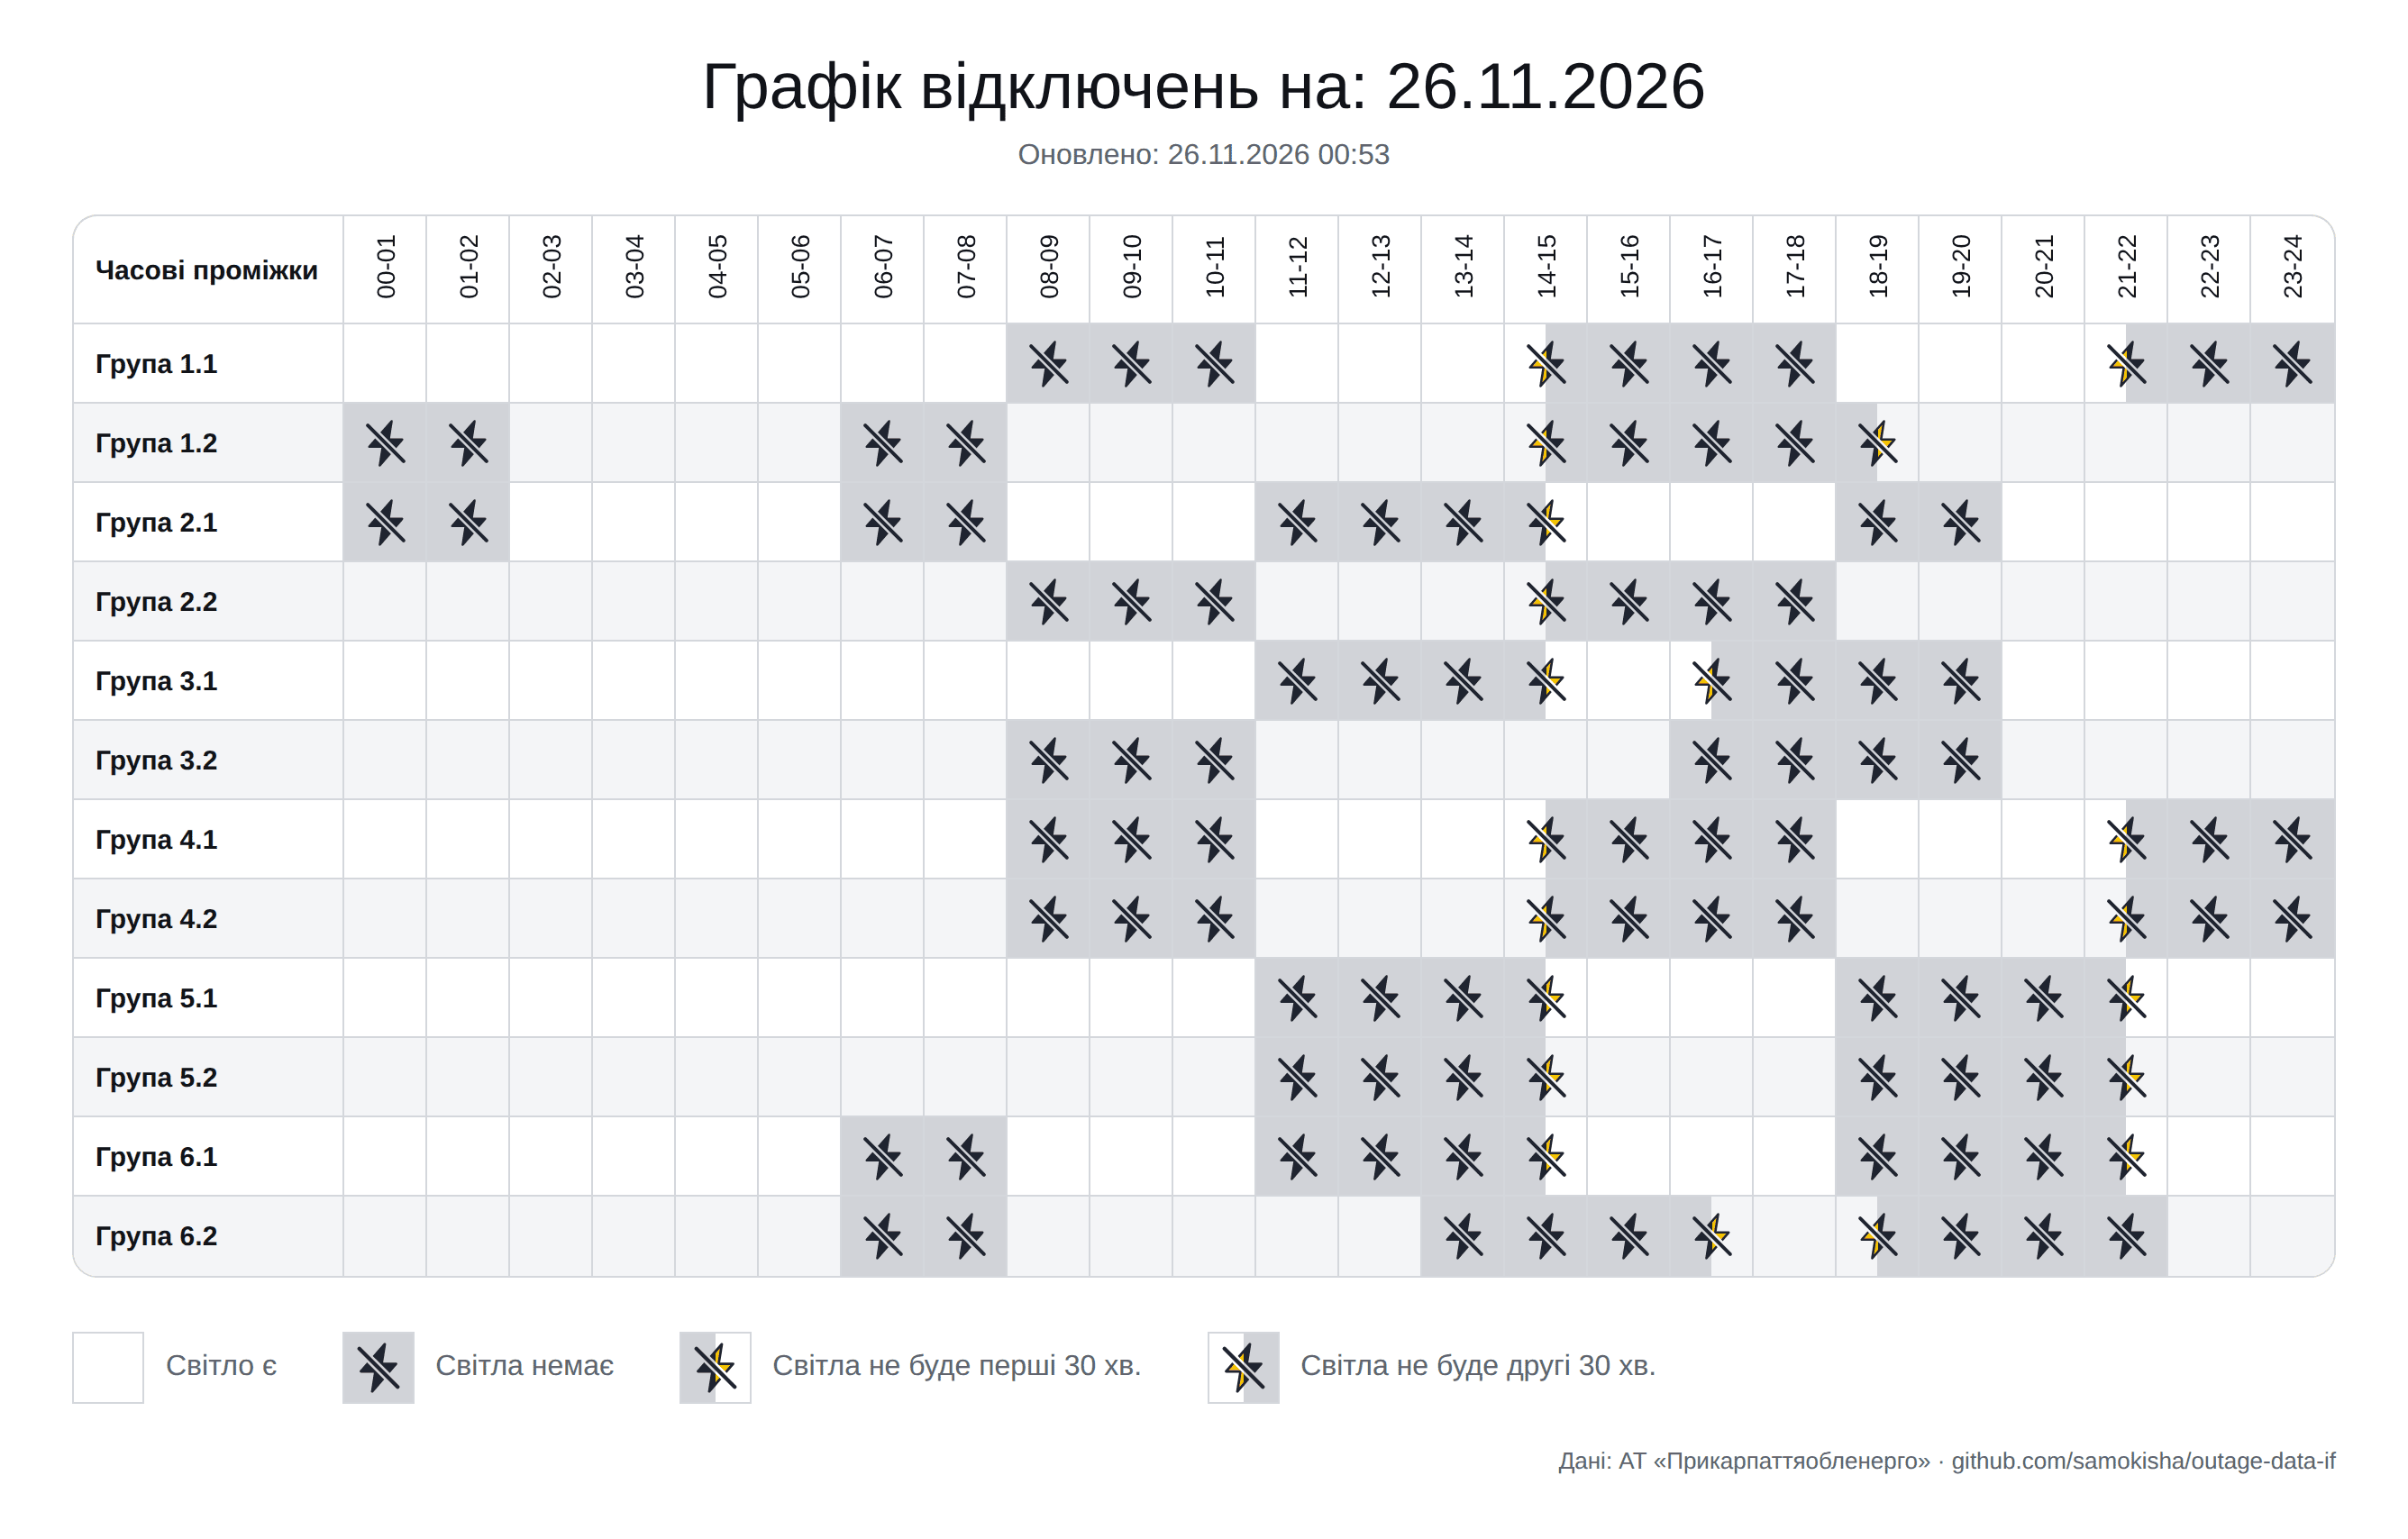 Графік відключень на: 26.11.2026
Оновлено: 26.11.2026 00:53
Часові проміжки 00-01 01-02 02-03 03-04 04-05 05-06 06-07 07-08 08-09 09-10 10-11 11-12 12-13 13-14 14-15 15-16 16-17 17-18 18-19 19-20 20-21 21-22 22-23 23-24
Група 1.1
Група 1.2
Група 2.1
Група 2.2
Група 3.1
Група 3.2
Група 4.1
Група 4.2
Група 5.1
Група 5.2
Група 6.1
Група 6.2
Світло є Світла немає Світла не буде перші 30 хв. Світла не буде другі 30 хв.
Дані: АТ «Прикарпаттяобленерго» · github.com/samokisha/outage-data-if